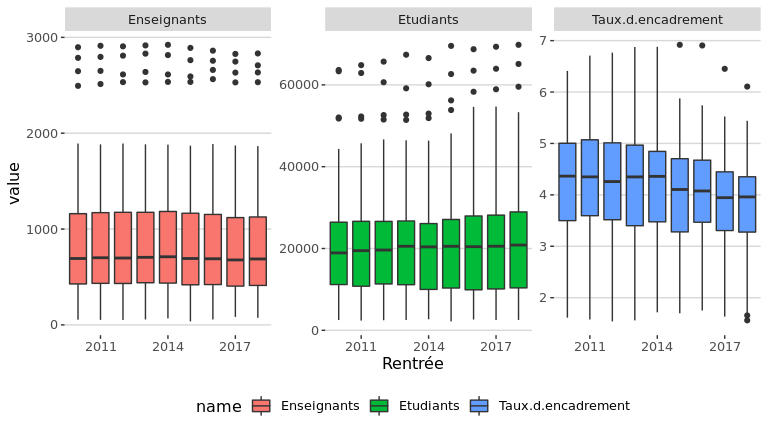 Enseignants Etudiants Taux.d.encadrement
3000
2000
1000
0
value
60000
40000
20000
0
7
6
5
4
3
2
2011 2014 2017 2011 2014 2017 2011 2014 2017
Rentrée
name Enseignants Etudiants Taux.d.encadrement